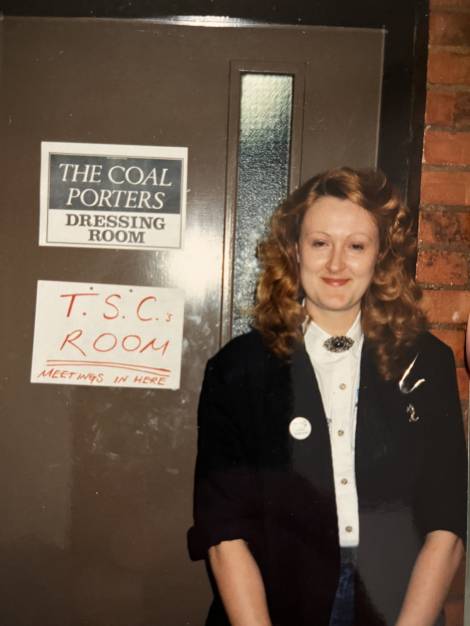 THE COAL
PORTERS
DRESSING
ROOM
T.S.C.s
ROOM
MEETINGS IN HERE